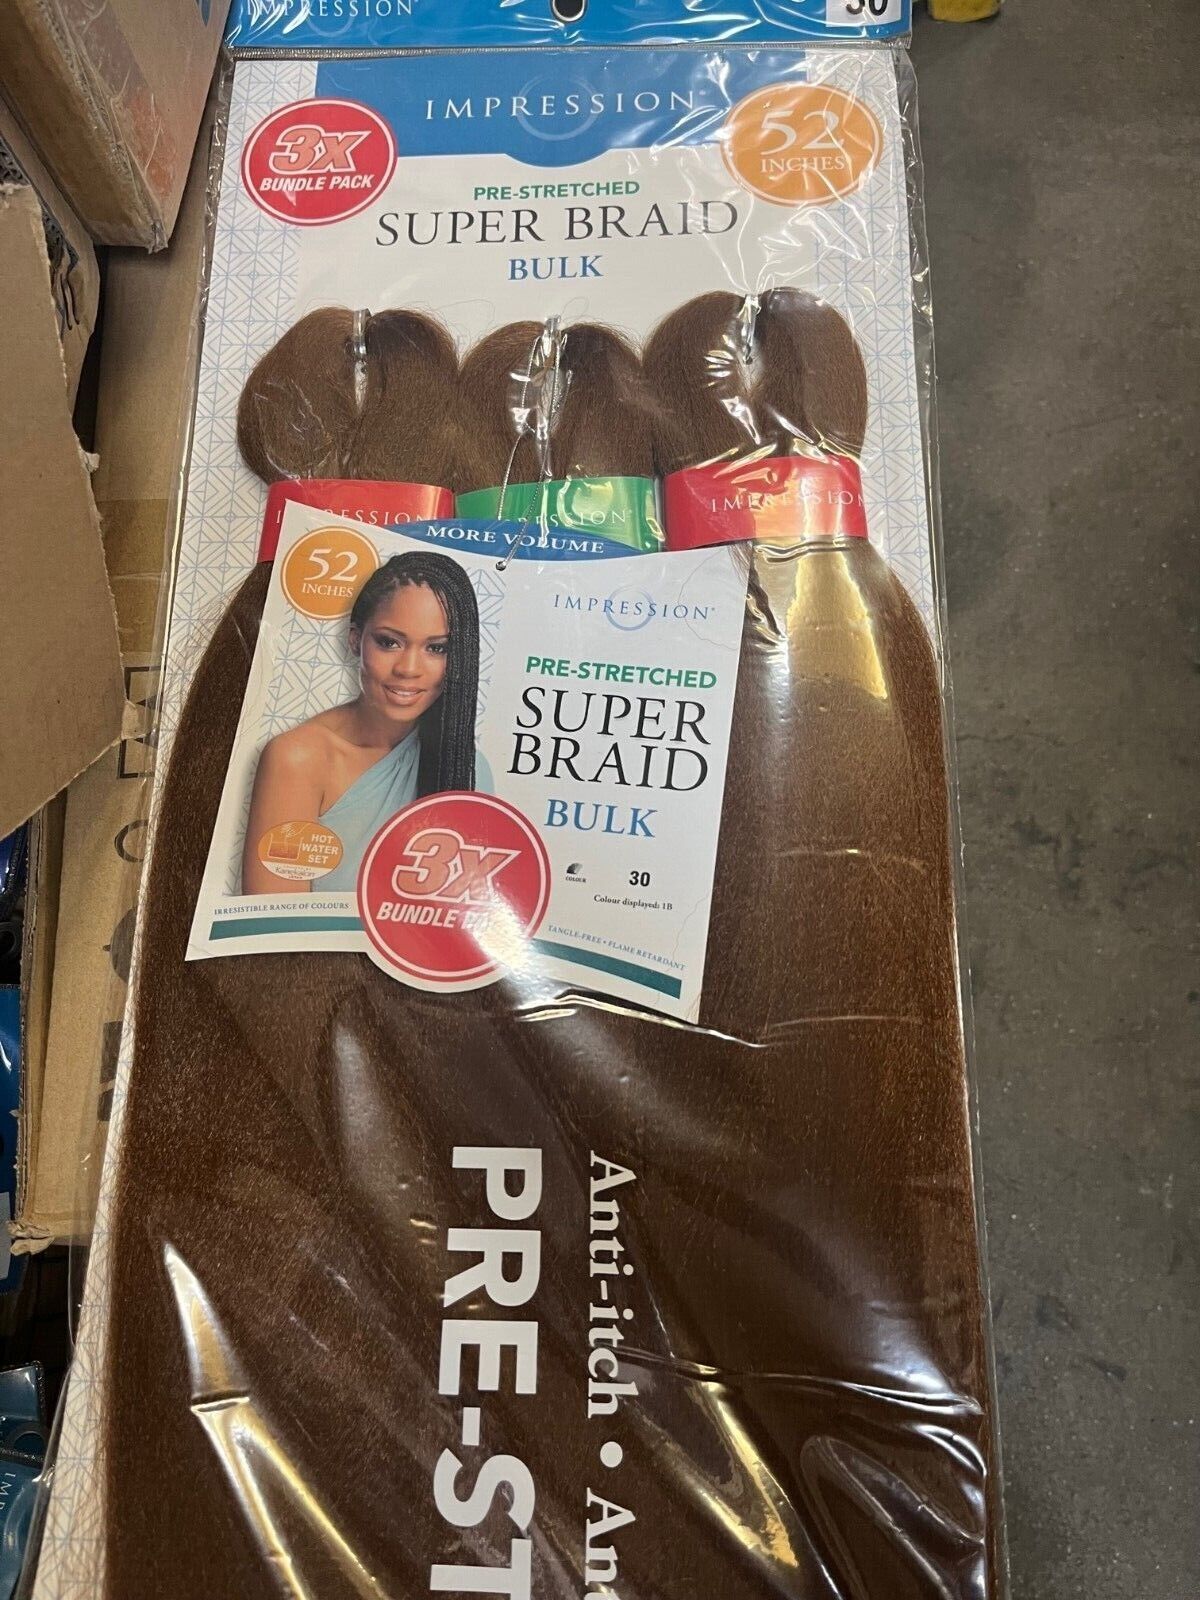 IMPRESSION
30
IMPRESSION
3X
BUNDLE PACK
52
INCHES
PRE-STRETCHED
SUPER BRAID
BULK
IMPRESSION
MORE VOLUME
52
INCHES
IMPRESSION®
PRE-STRETCHED
SUPER
BRAID
BULK
HOT
WATER
SET
Kanekalon
3X
BUNDLE
COLOUR
30
Colour displayed: 1B
IRRESISTIBLE RANGE OF COLOURS
TANGLE-FREE • FLAME RETARDANT
Anti-itch •
PRE-ST